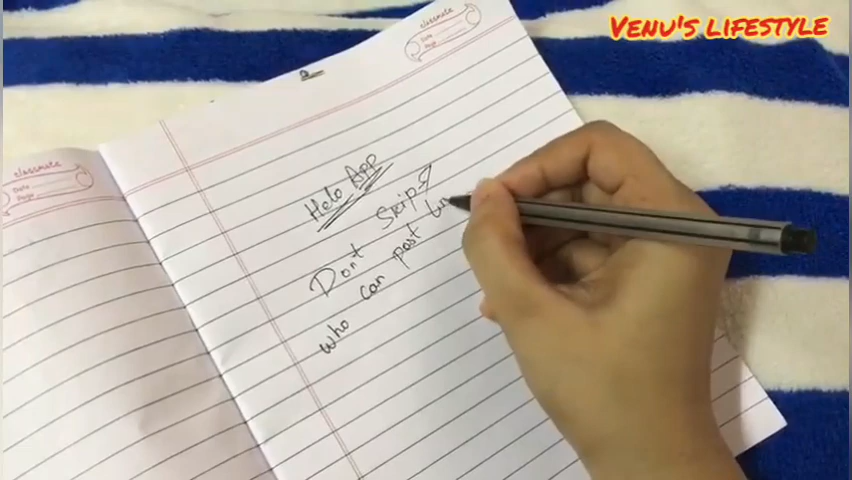 VENU'S LIFESTYLE
classmate
Date
Page
classmate
Date
Page
Helo APP
Don't Skip
who can post